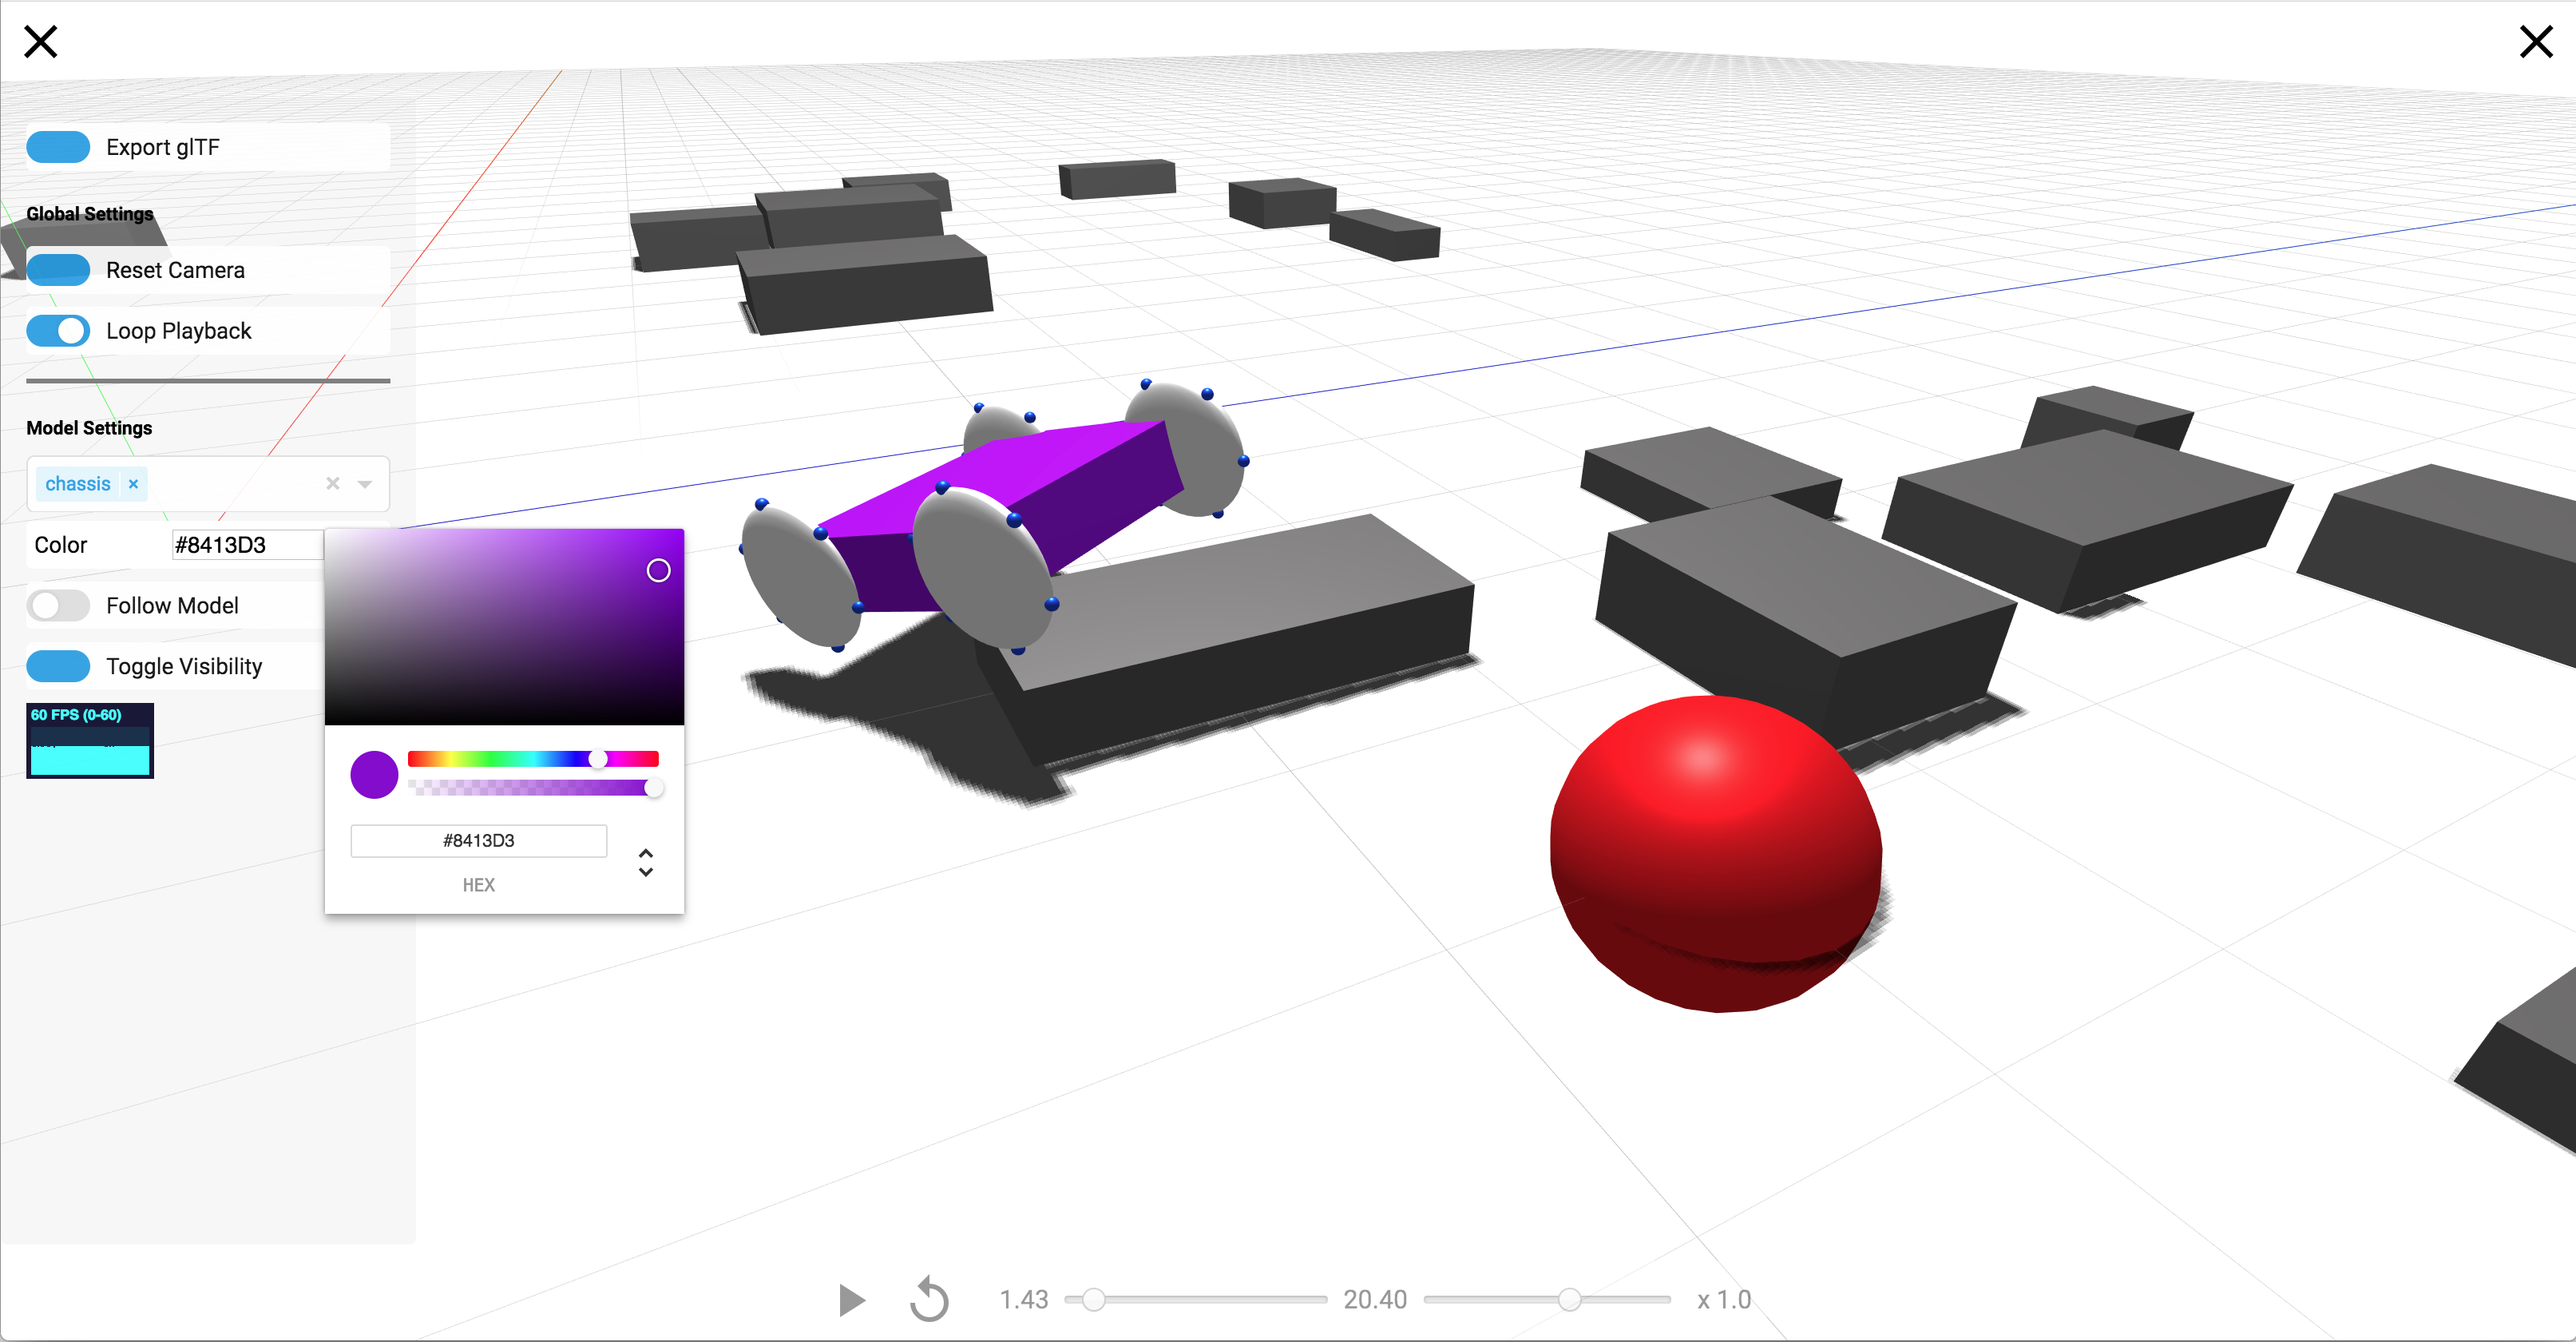 Export glTF
Global Settings
Reset Camera
Loop Playback
Model Settings
chassis ×
Color #8413D3
Follow Model
Toggle Visibility
60 FPS (0-60)
#8413D3
HEX
1.43 20.40 x 1.0